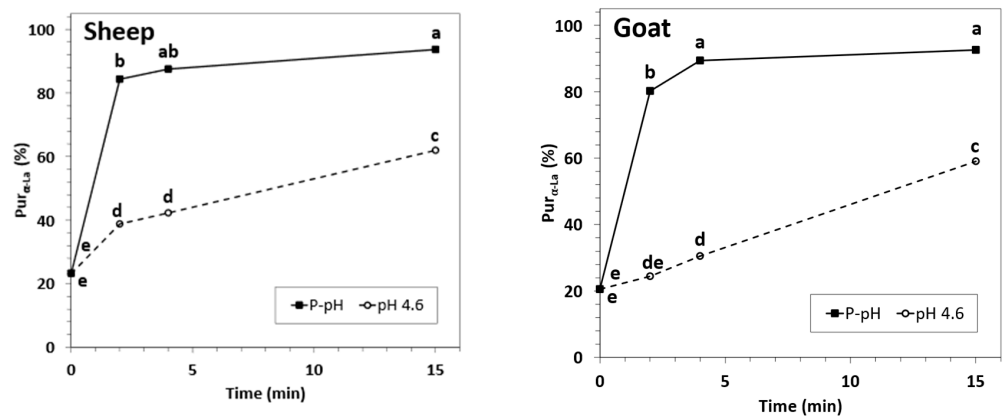 Sheep
100
80
60
40
20
0
Purα-La (%)
a
ab
b
c
d
d
e
e
P-pH
pH 4.6
0
5
10
15
Time (min)
Goat
100
80
60
40
20
0
Purα-La (%)
a
a
b
c
d
de
e
e
P-pH
pH 4.6
0
5
10
15
Time (min)